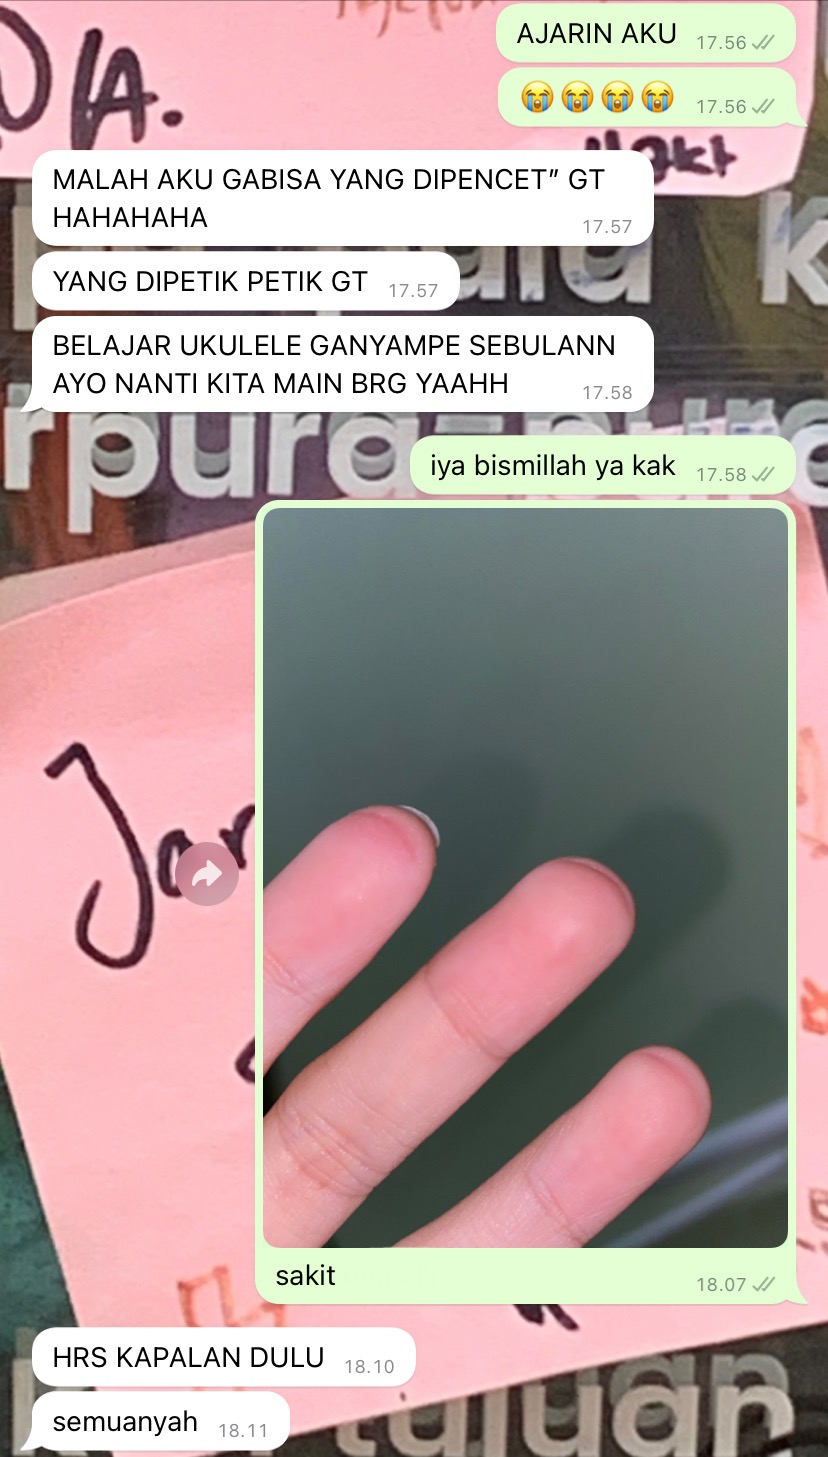 AJARIN AKU 17.56
😭😭😭😭 17.56
MALAH AKU GABISA YANG DIPENCET” GT
HAHAHAHA 17.57
YANG DIPETIK PETIK GT 17.57
BELAJAR UKULELE GANYAMPE SEBULANN
AYO NANTI KITA MAIN BRG YAAHH 17.58
iya bismillah ya kak 17.58
sakit 18.07
HRS KAPALAN DULU 18.10
semuanyah 18.11